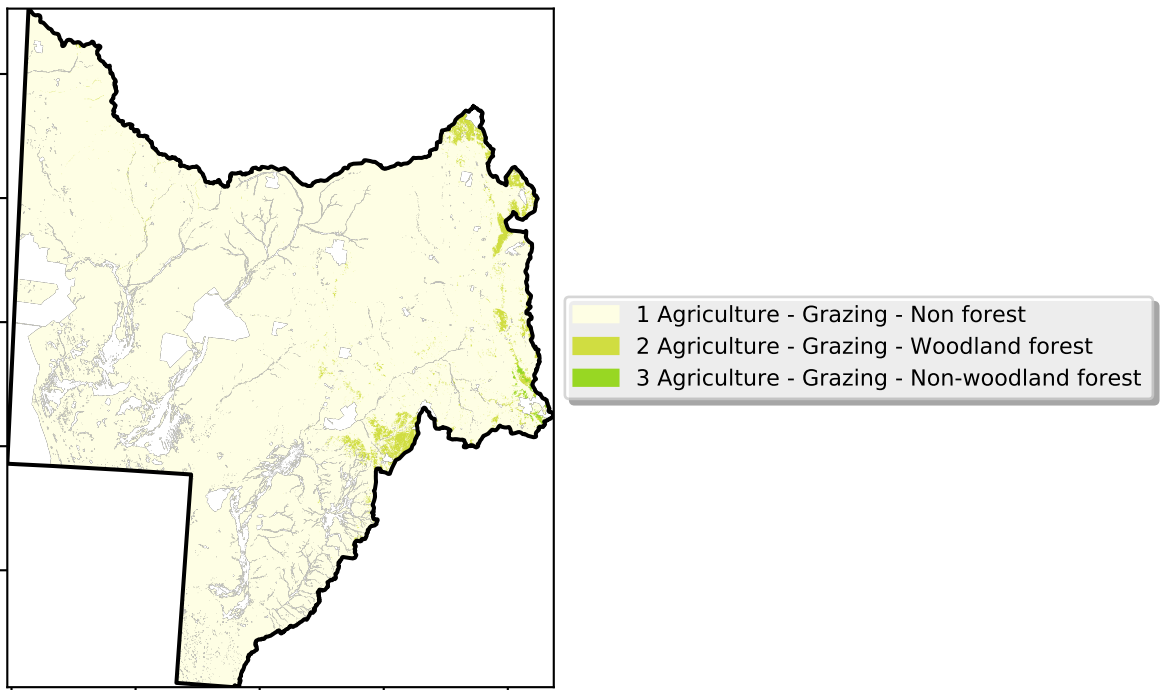 1 Agriculture - Grazing - Non forest
2 Agriculture - Grazing - Woodland forest
3 Agriculture - Grazing - Non-woodland forest